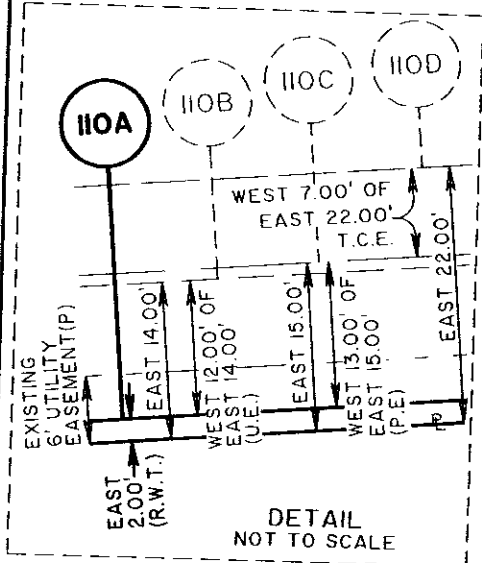 110A
110B
110C
110D
WEST 7.00' OF
EAST 22.00'
T.C.E.
EXISTING
6' UTILITY
EASEMENT(P)
EAST 14.00'
WEST 12.00' OF
EAST 14.00'
(U.E.)
EAST 15.00'
WEST 13.00' OF
EAST 15.00'
(P.E)
EAST 22.00'
EAST
2.00'
(R.W.T.)
DETAIL
NOT TO SCALE